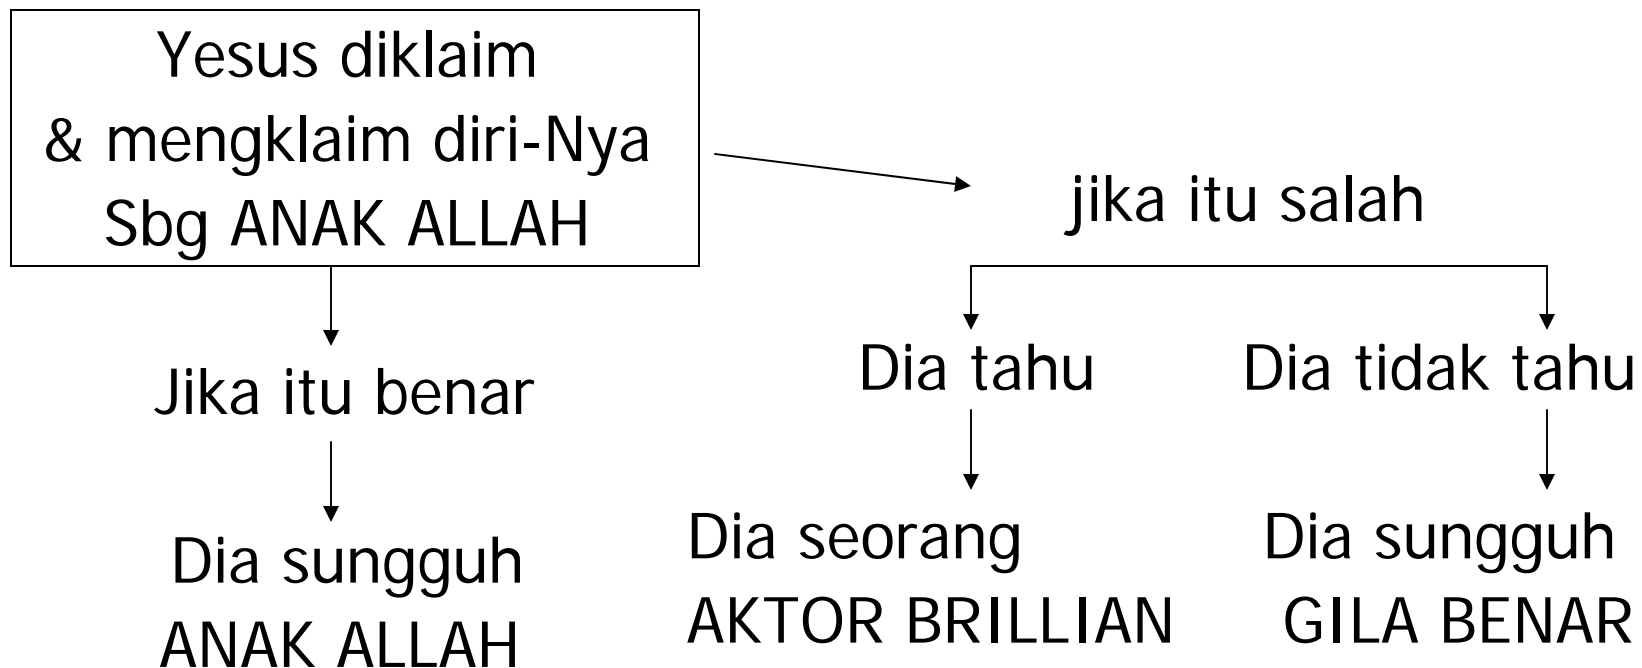 Yesus diklaim
& mengklaim diri-Nya
Sbg ANAK ALLAH
jika itu salah
Jika itu benar
Dia tahu
Dia tidak tahu
Dia sungguh
ANAK ALLAH
Dia seorang
AKTOR BRILLIAN
Dia sungguh
GILA BENAR